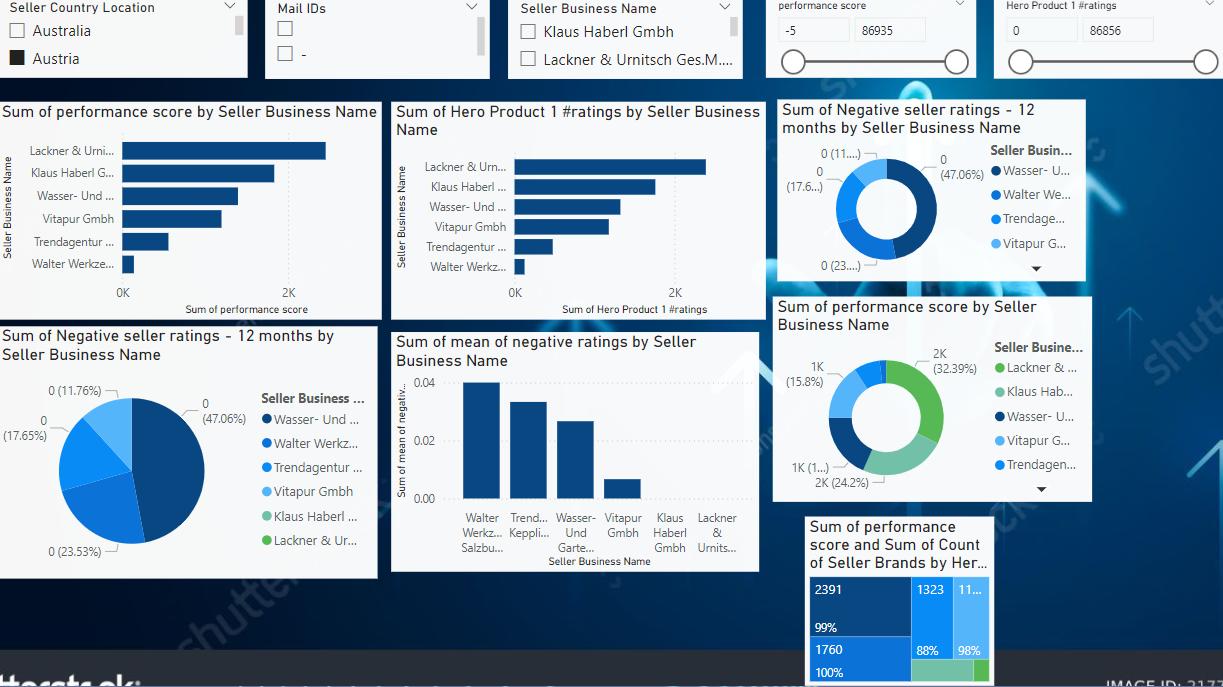 Seller Country Location
Australia
Austria
Mail IDs
-
Seller Business Name
Klaus Haberl Gmbh
Lackner & Urnitsch Ges.M....
performance score
-5
86935
Hero Product 1 #ratings
0
86856
Sum of performance score by Seller Business Name
Seller Business Name
Lackner & Urni...
Klaus Haberl G...
Wasser- Und ...
Vitapur Gmbh
Trendagentur ...
Walter Werkze...
0K
2K
Sum of performance score
Sum of Hero Product 1 #ratings by Seller Business
Name
Seller Business Name
Lackner & Urn...
Klaus Haberl ...
Wasser- Und ...
Vitapur Gmbh
Trendagentur ...
Walter Werkz...
0K
2K
Sum of Hero Product 1 #ratings
Sum of Negative seller ratings - 12
months by Seller Business Name
0 (11....)
0
(17.6...)
0 (23....)
0
(47.06%)
Seller Busin...
Wasser- U...
Walter We...
Trendage...
Vitapur G...
Sum of Negative seller ratings - 12 months by
Seller Business Name
0 (11.76%)
0
(17.65%)
0 (23.53%)
0
(47.06%)
Seller Business ...
Wasser- Und ...
Walter Werkz...
Trendagentur ...
Vitapur Gmbh
Klaus Haberl ...
Lackner & Ur...
Sum of mean of negative ratings by Seller
Business Name
Sum of mean of negativ...
0.04
0.02
0.00
Walter
Werkz...
Salzbu...
Trend...
Keppli...
Wasser-
Und
Garte...
Vitapur
Gmbh
Klaus
Haberl
Gmbh
Lackner
&
Urnits...
Seller Business Name
Sum of performance score by Seller
Business Name
1K
(15.8%)
1K (1...)
2K (24.2%)
2K
(32.39%)
Seller Busine...
Lackner & ...
Klaus Hab...
Wasser- U...
Vitapur G...
Trendagen...
Sum of performance
score and Sum of Count
of Seller Brands by Her...
2391
99%
1760
100%
1323
88%
11...
98%
shutter